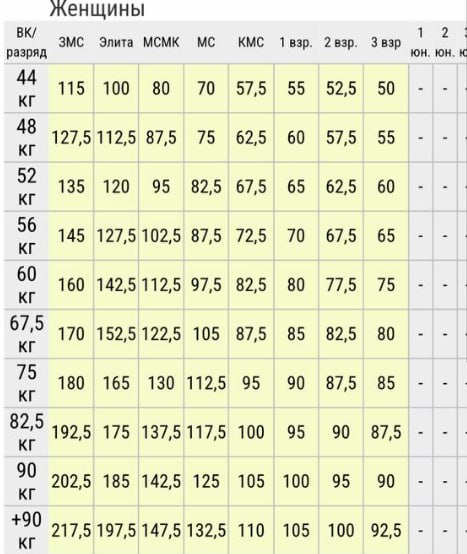 Женщины
ВК/разряд ЗМС Элита МСМК МС КМС 1 взр. 2 взр. 3 взр 1 юн. 2 юн.
44 кг 115 100 80 70 57,5 55 52,5 50 - - -
48 кг 127,5 112,5 87,5 75 62,5 60 57,5 55 - - -
52 кг 135 120 95 82,5 67,5 65 62,5 60 - - -
56 кг 145 127,5 102,5 87,5 72,5 70 67,5 65 - - -
60 кг 160 142,5 112,5 97,5 82,5 80 77,5 75 - - -
67,5 кг 170 152,5 122,5 105 87,5 85 82,5 80 - - -
75 кг 180 165 130 112,5 95 90 87,5 85 - - -
82,5 кг 192,5 175 137,5 117,5 100 95 90 87,5 - - -
90 кг 202,5 185 142,5 125 105 100 95 90 - - -
+90 кг 217,5 197,5 147,5 132,5 110 105 100 92,5 - - -